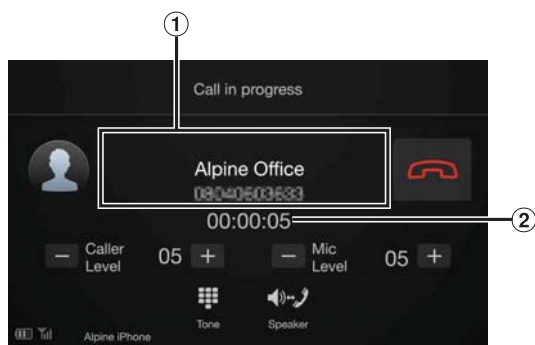 1
Call in progress
Alpine Office
00:00:05
2
− Caller Level 05 +
− Mic Level 05 +
Tone
Speaker
Alpine iPhone